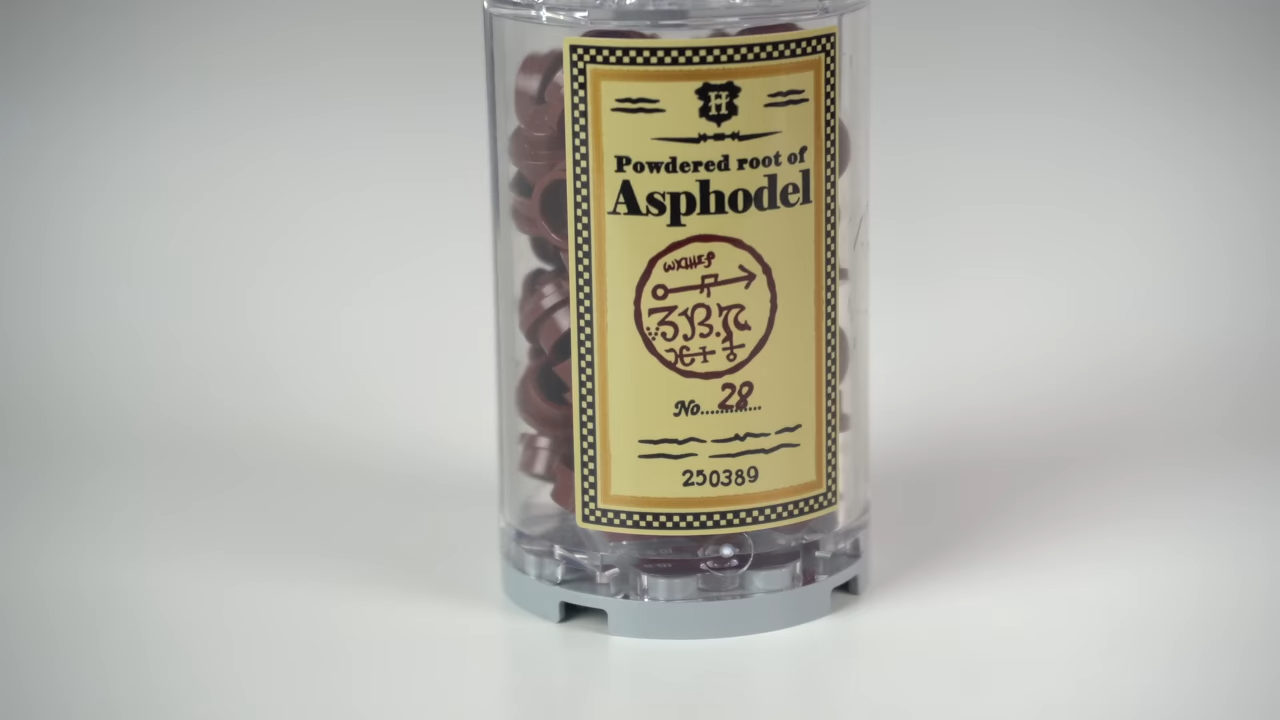 H
Powdered root of
Asphodel
No......28...
250389